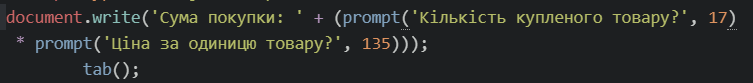 document.write('Сума покупки: ' + (prompt('Кількість купленого товару?', 17)
* prompt('Ціна за одиницю товару?', 135)));
tab();